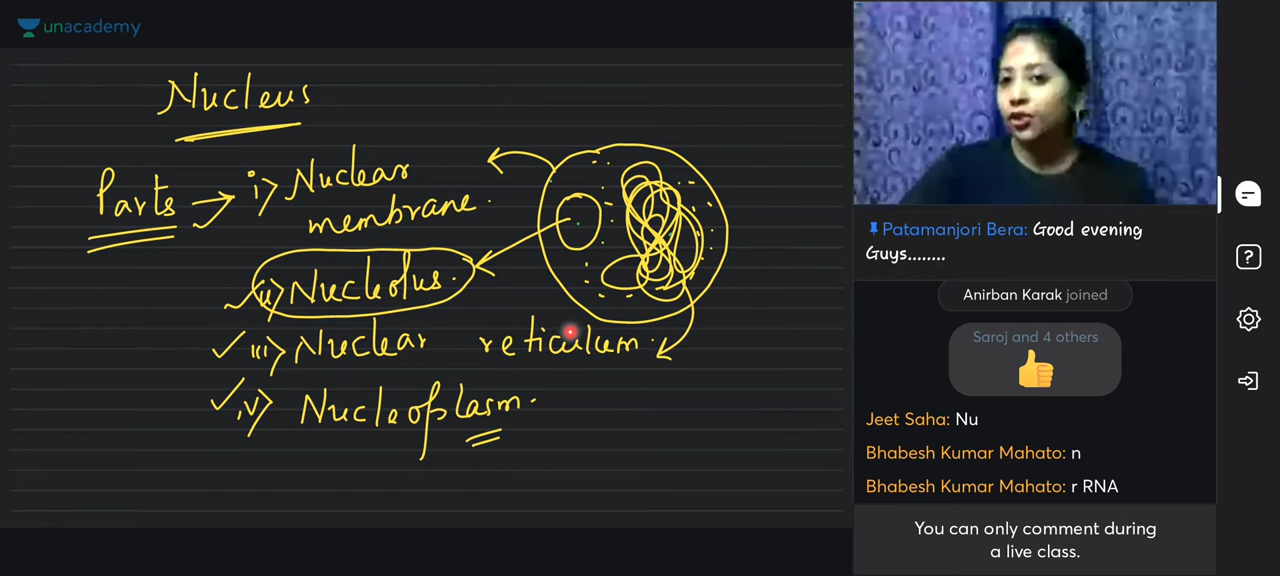 unacademy
Nucleus
Parts → i) Nuclear
membrane.
ii) Nucleolus.
iii) Nuclear reticulum.
iv) Nucleoplasm.
Patamanjori Bera: Good evening
Guys........
Anirban Karak joined
Saroj and 4 others
Jeet Saha: Nu
Bhabesh Kumar Mahato: n
Bhabesh Kumar Mahato: r RNA
You can only comment during
a live class.